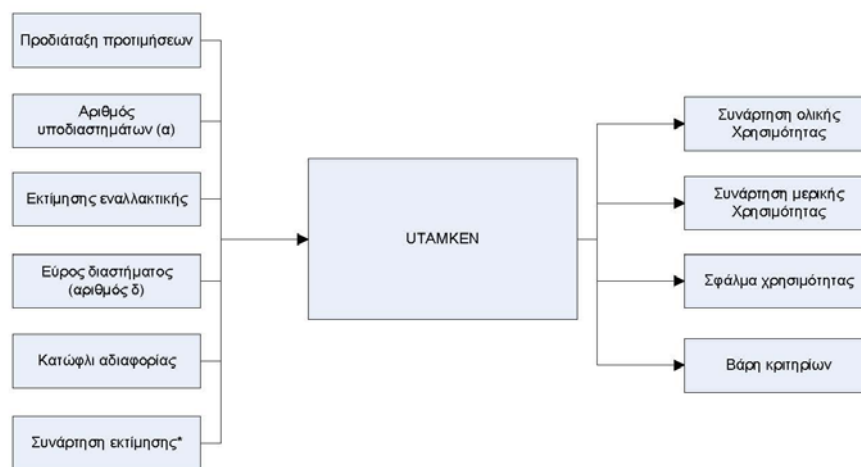 Προδιάταξη προτιμήσεων
Αριθμός
υποδιαστημάτων (α)
Εκτίμησης εναλλακτικής
Εύρος διαστήματος
(αριθμός δ)
Κατώφλι αδιαφορίας
Συνάρτηση εκτίμησης*
UTAMKEN
Συνάρτηση ολικής
Χρησιμότητας
Συνάρτηση μερικής
Χρησιμότητας
Σφάλμα χρησιμότητας
Βάρη κριτηρίων